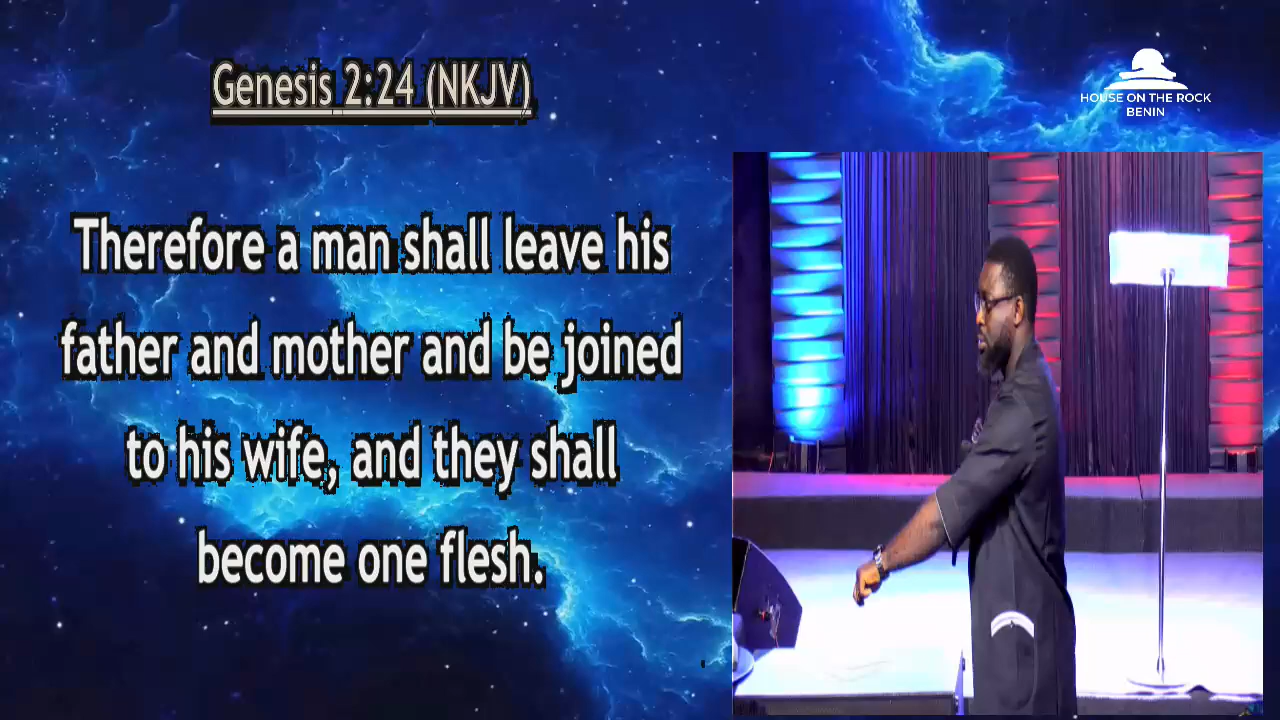 Genesis 2:24 (NKJV)
Therefore a man shall leave his
father and mother and be joined
to his wife, and they shall
become one flesh.
HOUSE ON THE ROCK
BENIN